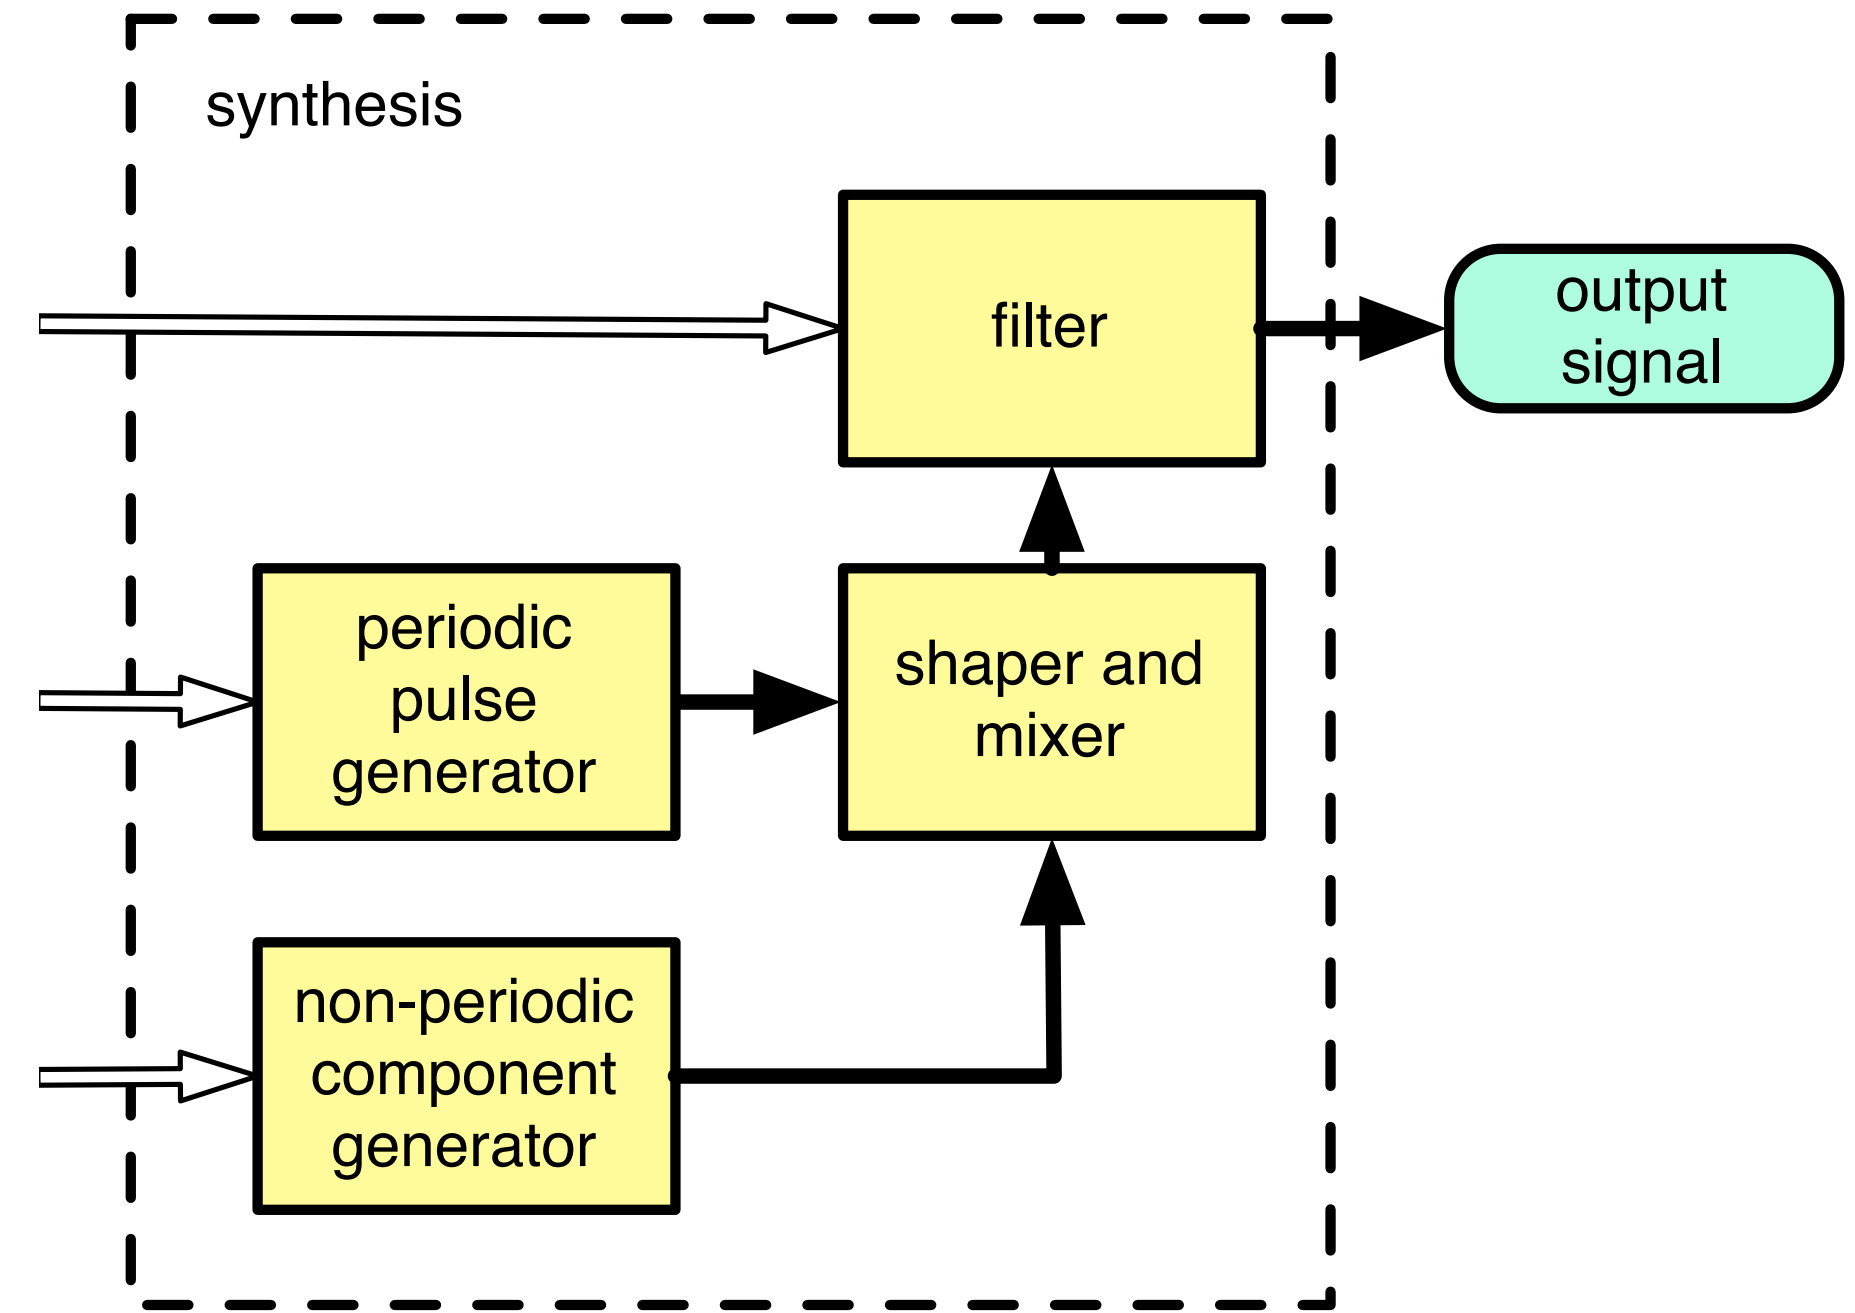 synthesis
filter
output
signal
periodic
pulse
generator
shaper and
mixer
non-periodic
component
generator